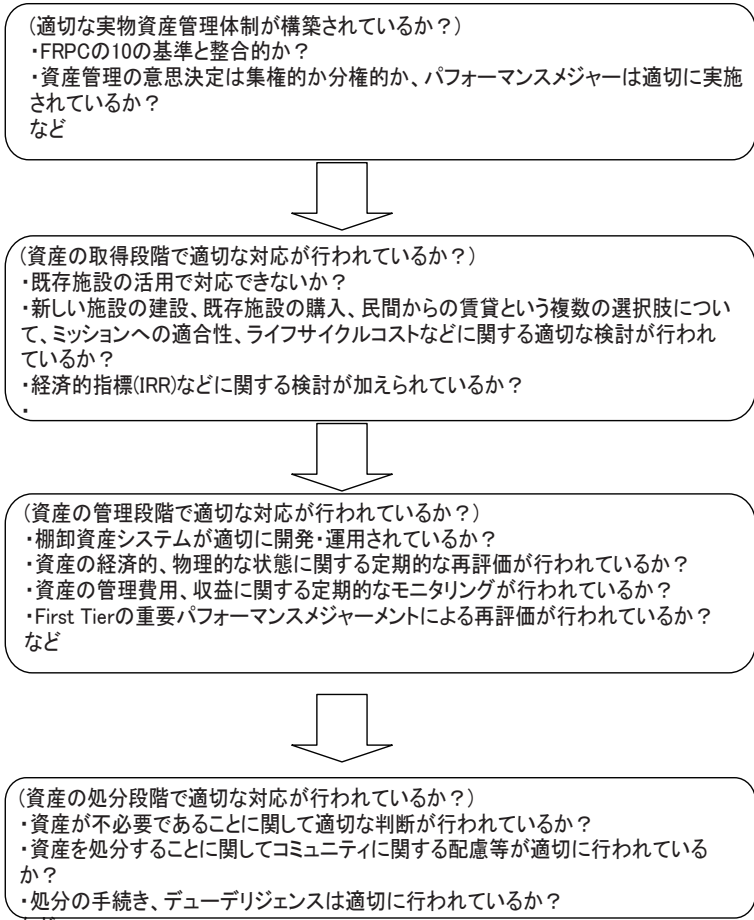 (適切な実物資産管理体制が構築されているか?)
・FRPCの10の基準と整合的か?
・資産管理の意思決定は集権的か分権的か、パフォーマンスメジャーは適切に実施
されているか?
など
(資産の取得段階で適切な対応が行われているか?)
・既存施設の活用で対応できないか?
・新しい施設の建設、既存施設の購入、民間からの賃貸という複数の選択肢につい
て、ミッションへの適合性、ライフサイクルコストなどに関する適切な検討が行われ
ているか?
・経済的指標(IRR)などに関する検討が加えられているか?
・
(資産の管理段階で適切な対応が行われているか?)
・棚卸資産システムが適切に開発・運用されているか?
・資産の経済的、物理的な状態に関する定期的な再評価が行われているか?
・資産の管理費用、収益に関する定期的なモニタリングが行われているか?
・First Tierの重要パフォーマンスメジャーメントによる再評価が行われているか?
など
(資産の処分段階で適切な対応が行われているか?)
・資産が不必要であることに関して適切な判断が行われているか?
・資産を処分することに関してコミュニティに関する配慮等が適切に行われている
か?
・処分の手続き、デューデリジェンスは適切に行われているか?